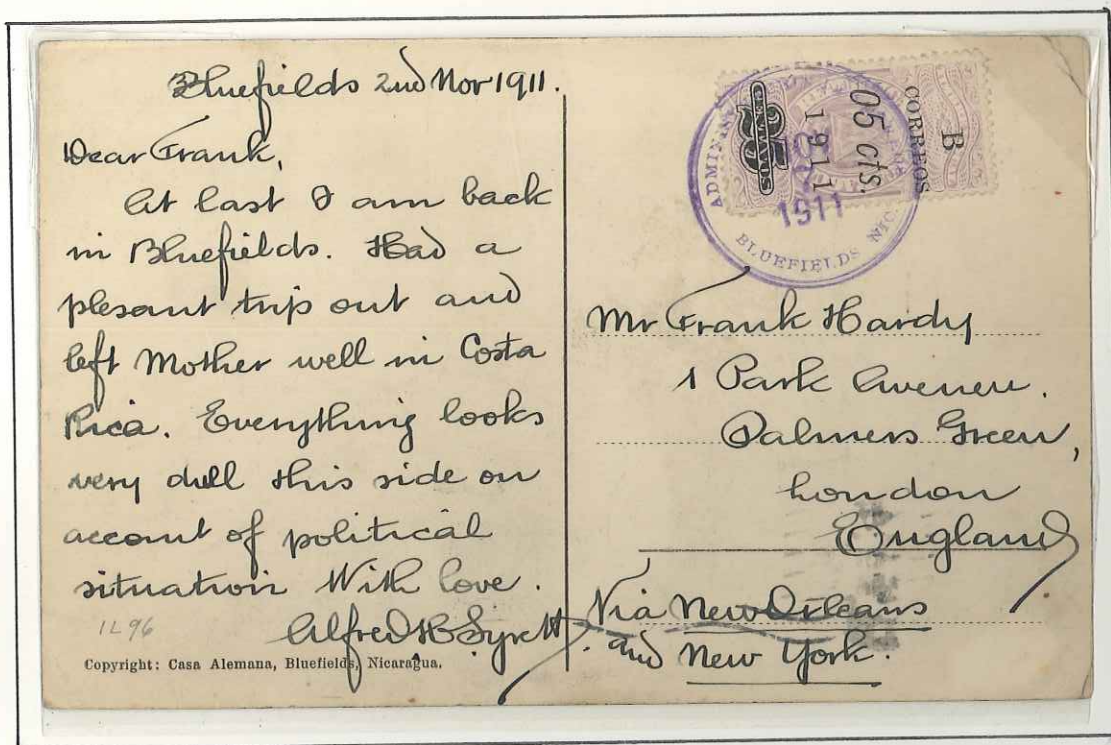 Bluefields 2nd Nov 1911.
Dear Frank,
At last I am back
in Bluefields. Had a
plesant trip out and
left Mother well in Costa
Rica. Everything looks
very dull this side on
account of political
situation With love.
Alfred H Syrett.
1L96
Copyright: Casa Alemana, Bluefields, Nicaragua.
B
CORREOS
05 cts.
1911
CENTAVOS
1911
BLUEFIELDS NIC.
Mr Frank Hardy
1 Park Avenue.
Palmers Green,
London
England
Via New Orleans
and New York.